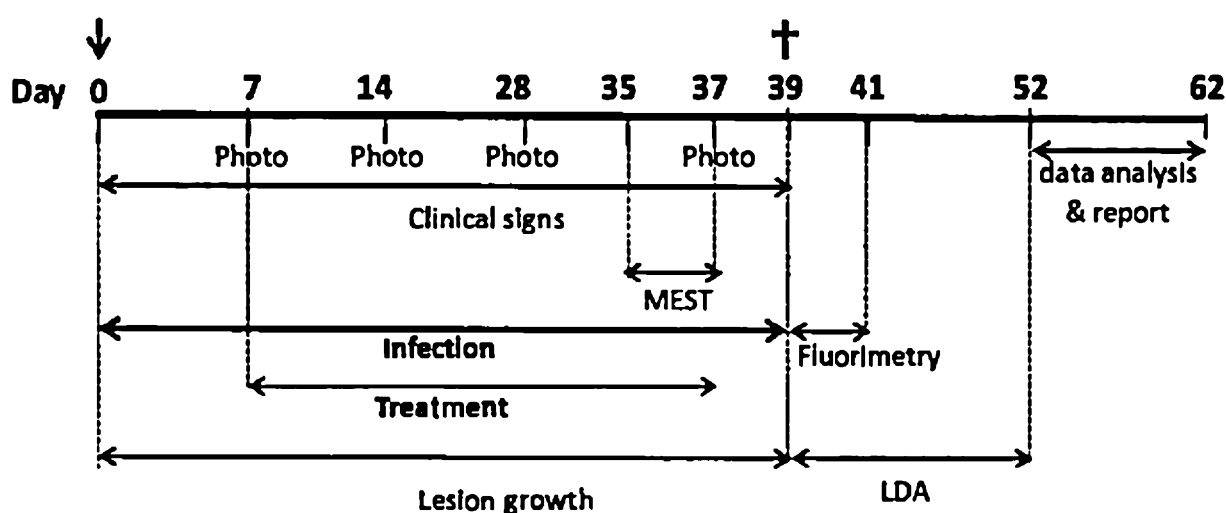 †
Day 0 7 14 28 35 37 39 41 52 62
Photo Photo Photo Photo
data analysis
& report
Clinical signs
MEST
Infection
Fluorimetry
Treatment
LDA
Lesion growth